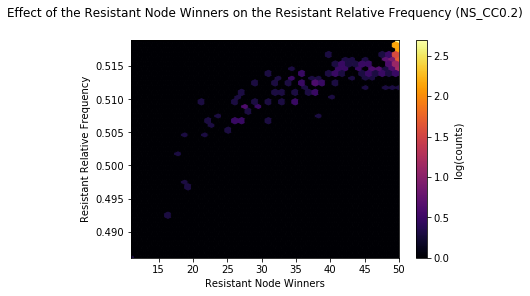 Effect of the Resistant Node Winners on the Resistant Relative Frequency (NS_CC0.2)
0.515
0.510
0.505
0.500
0.495
0.490
Resistant Relative Frequency
15 20 25 30 35 40 45 50
Resistant Node Winners
2.5
2.0
1.5
1.0
0.5
0.0
log(counts)